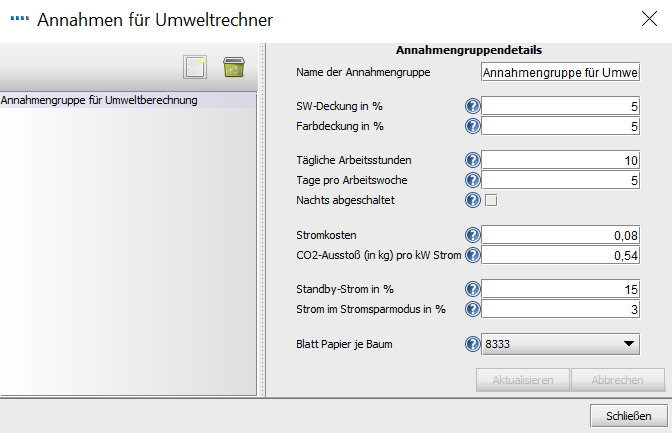 Annahmen für Umweltrechner
Annahmengruppe für Umweltberechnung
Annahmengruppendetails
Name der Annahmengruppe Annahmengruppe für Umwel
SW-Deckung in % 5
Farbdeckung in % 5
Tägliche Arbeitsstunden 10
Tage pro Arbeitswoche 5
Nachts abgeschaltet
Stromkosten 0,08
CO2-Ausstoß (in kg) pro kW Strom 0,54
Standby-Strom in % 15
Strom im Stromsparmodus in % 3
Blatt Papier je Baum 8333
Aktualisieren Abbrechen
Schließen